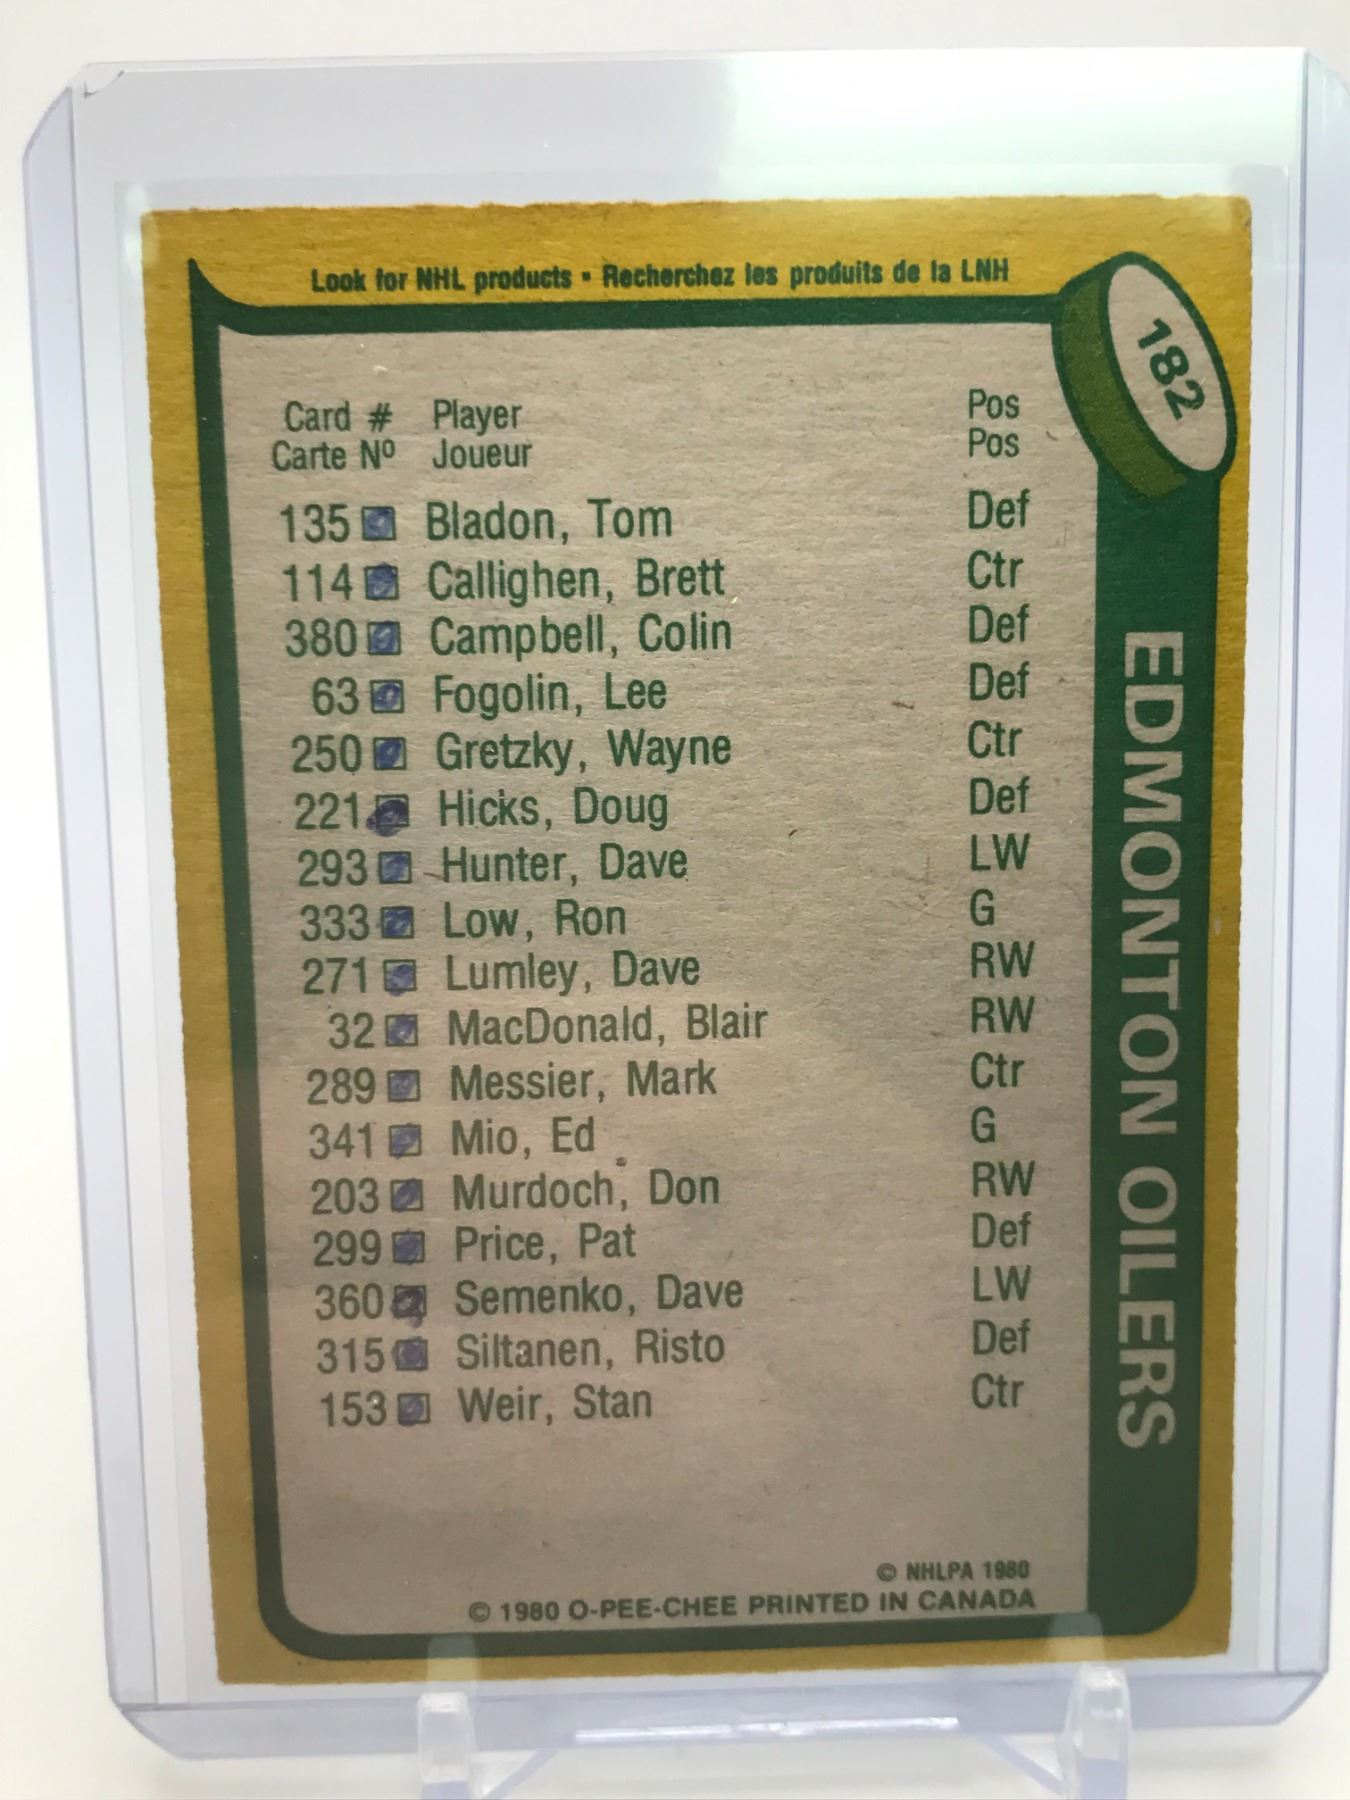 Look for NHL products • Recherchez les produits de la LNH
182
Card # Player Pos
Carte Nº Joueur Pos
135 Bladon, Tom Def
114 Callighen, Brett Ctr
380 Campbell, Colin Def
63 Fogolin, Lee Def
250 Gretzky, Wayne Ctr
221 Hicks, Doug Def
293 Hunter, Dave LW
333 Low, Ron G
271 Lumley, Dave RW
32 MacDonald, Blair RW
289 Messier, Mark Ctr
341 Mio, Ed G
203 Murdoch, Don RW
299 Price, Pat Def
360 Semenko, Dave LW
315 Siltanen, Risto Def
153 Weir, Stan Ctr
EDMONTON OILERS
© NHLPA 1980
© 1980 O-PEE-CHEE PRINTED IN CANADA